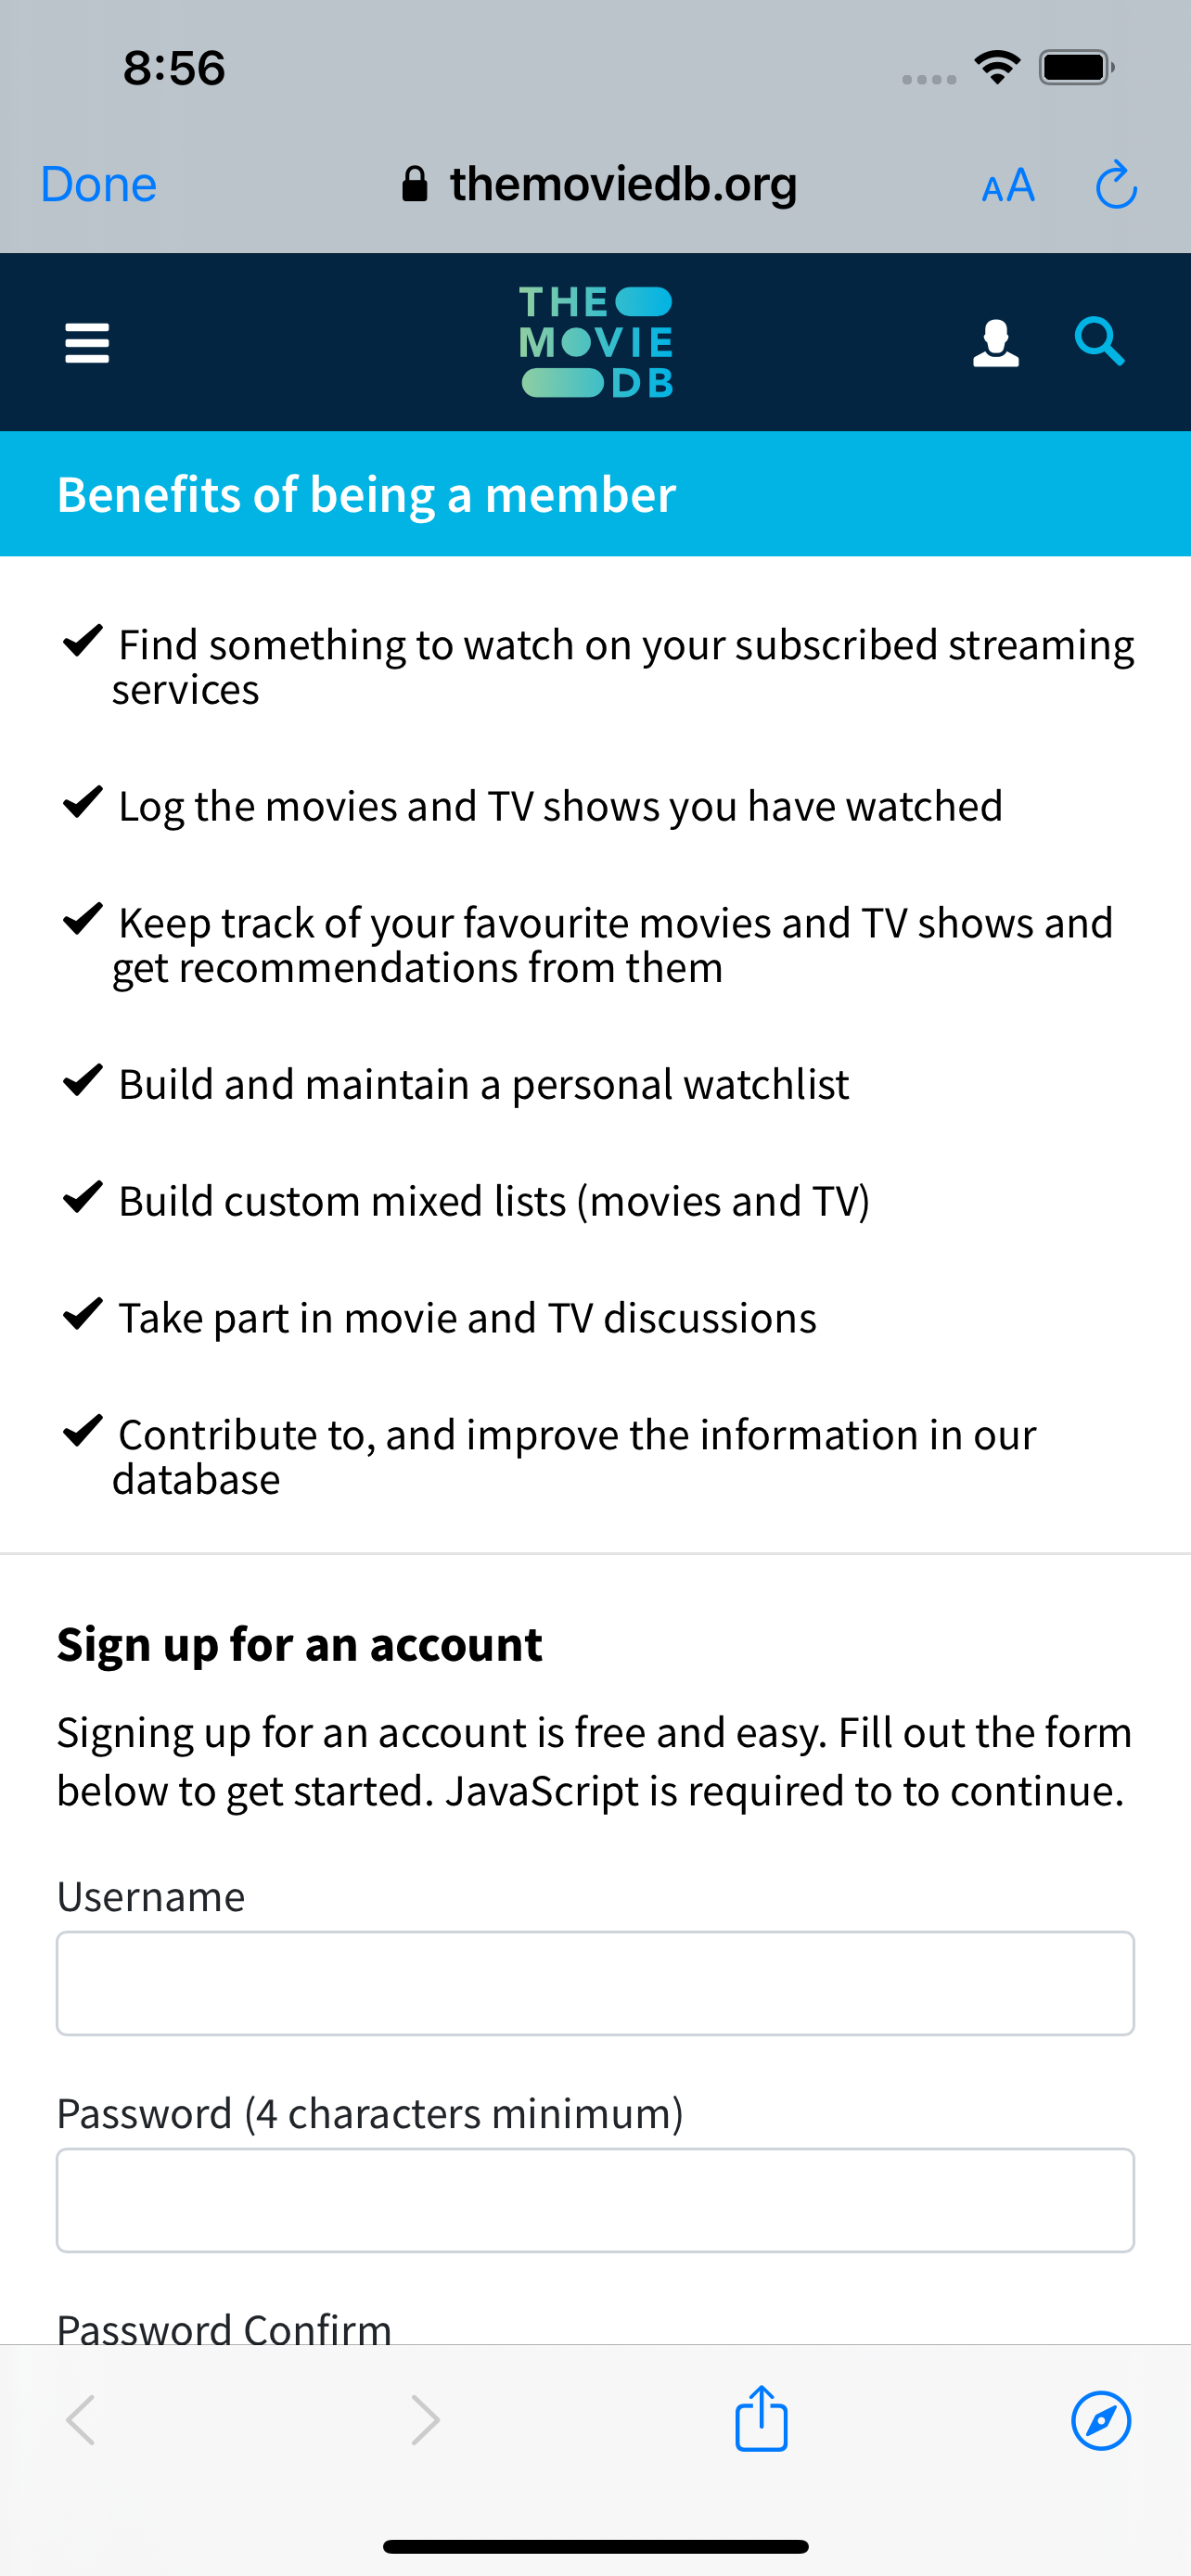 8:56
Done
themoviedb.org
AA
THE
MOVIE
DB
Benefits of being a member
Find something to watch on your subscribed streaming
services
Log the movies and TV shows you have watched
Keep track of your favourite movies and TV shows and
get recommendations from them
Build and maintain a personal watchlist
Build custom mixed lists (movies and TV)
Take part in movie and TV discussions
Contribute to, and improve the information in our
database
Sign up for an account
Signing up for an account is free and easy. Fill out the form
below to get started. JavaScript is required to to continue.
Username
Password (4 characters minimum)
Password Confirm